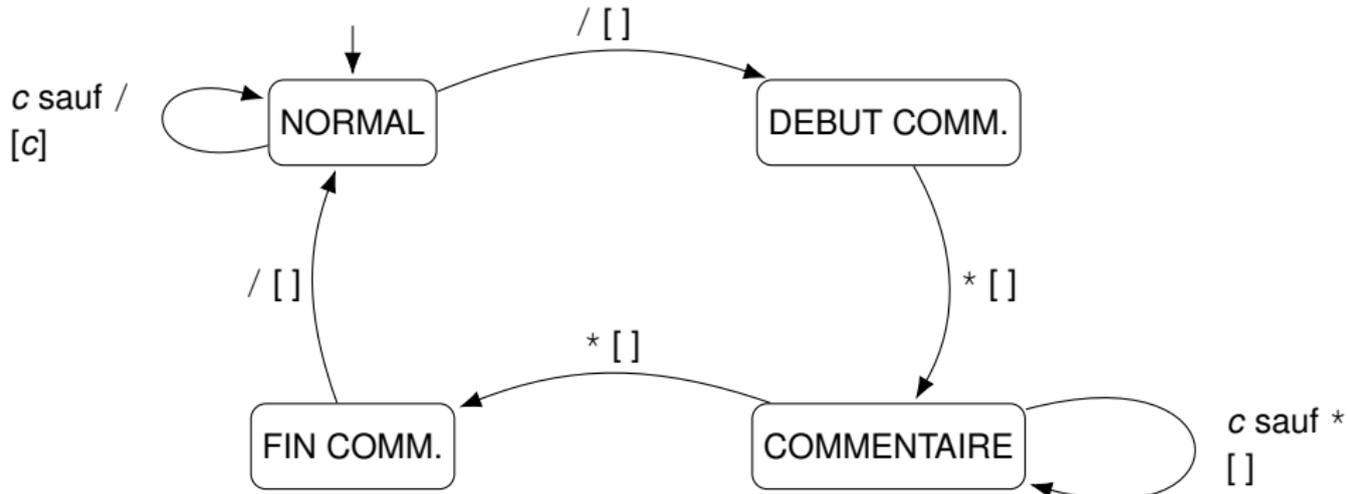 / [ ]
c sauf /
[c]
NORMAL
DEBUT COMM.
/ [ ]
* [ ]
* [ ]
FIN COMM.
COMMENTAIRE
c sauf *
[ ]